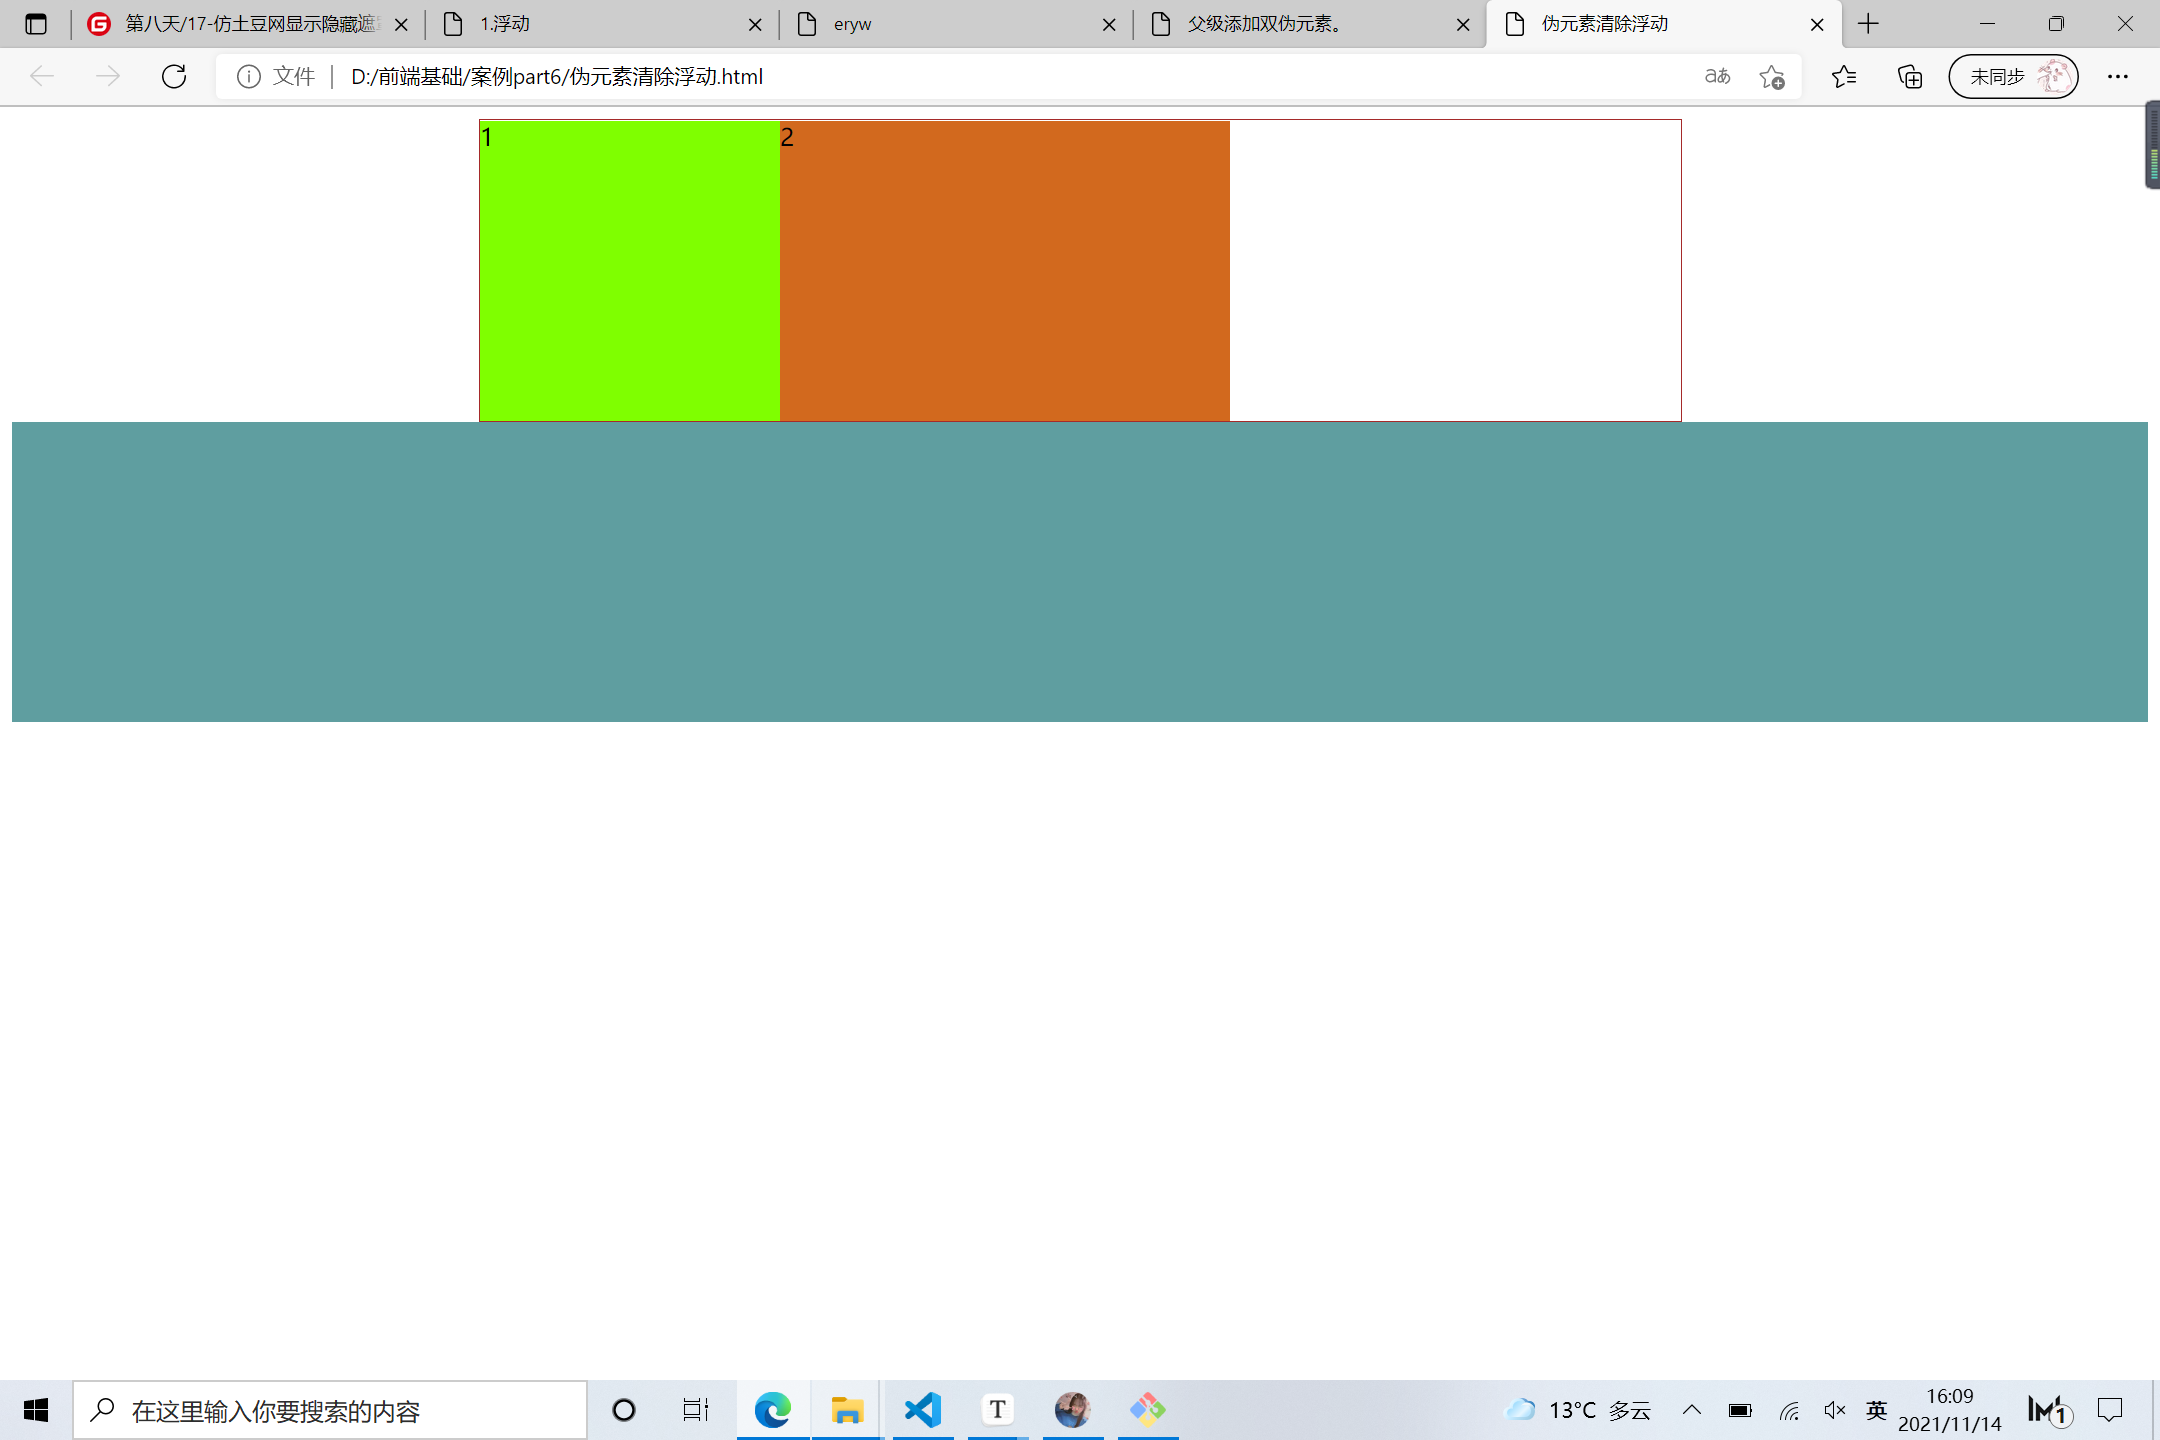 第八天/17-仿土豆网显示隐藏遮
1.浮动
eryw
父级添加双伪元素。
伪元素清除浮动
文件
D:/前端基础/案例part6/伪元素清除浮动.html
aあ
未同步
1
2
在这里输入你要搜索的内容
T
13°C 多云
英
16:09
2021/11/14
1